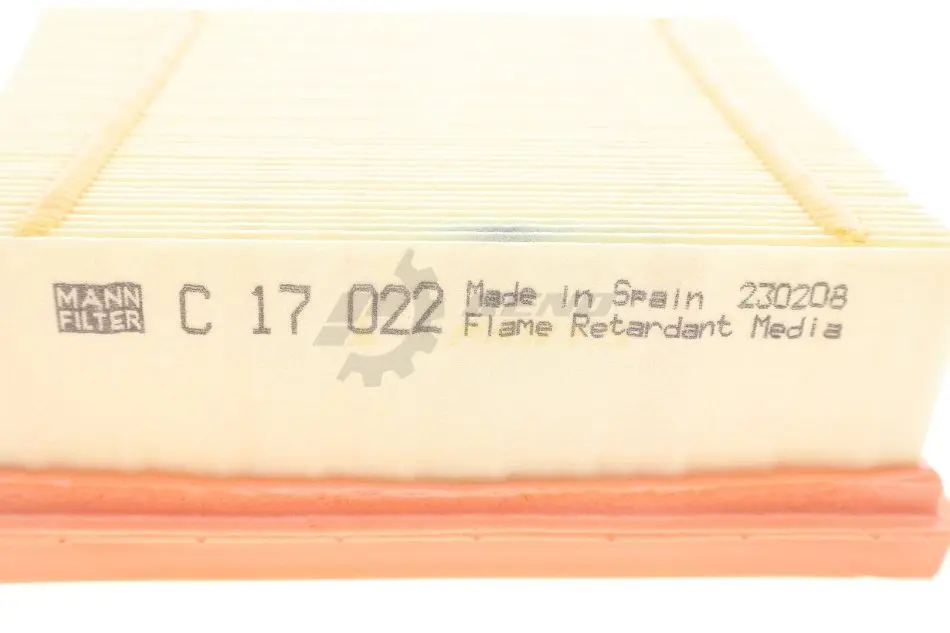 MANN
FILTER
C 17 022
Made in Spain 230208
Flame Retardant Media